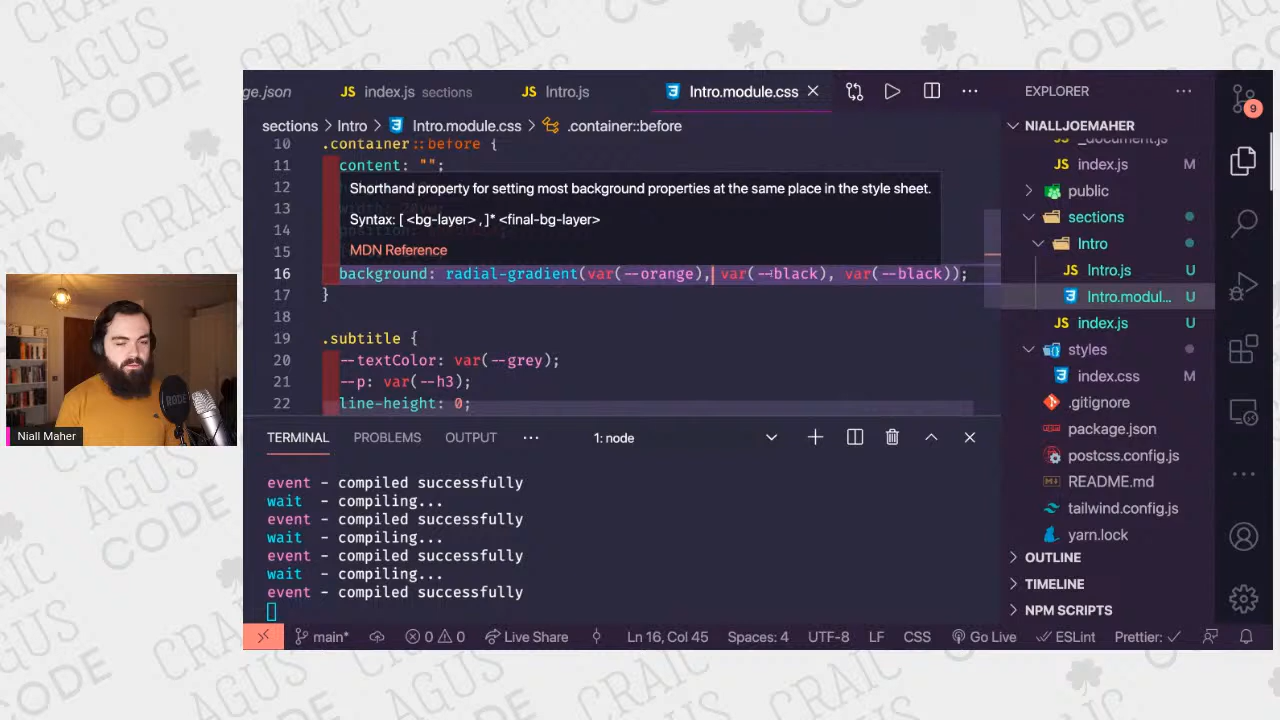 CRAIC
AGUS
CODE
ge.json
JS index.js sections
JS Intro.js
Intro.module.css
EXPLORER
sections > Intro > Intro.module.css > .container::before
NIALLJOEMAHER
10 .container::before {
11 content: "";
12
13
14
15
Shorthand property for setting most background properties at the same place in the style sheet.
Syntax: [ <bg-layer> , ]* <final-bg-layer>
MDN Reference
16 background: radial-gradient(var(--orange), var(--black), var(--black));
17 }
18
19 .subtitle {
20 --textColor: var(--grey);
21 --p: var(--h3);
22 line-height: 0;
_document.js
JS index.js M
public
sections
Intro
JS Intro.js U
Intro.modul... U
JS index.js U
styles
index.css M
.gitignore
package.json
postcss.config.js
README.md
tailwind.config.js
yarn.lock
OUTLINE
TIMELINE
NPM SCRIPTS
9
TERMINAL PROBLEMS OUTPUT ··· 1: node
event - compiled successfully
wait - compiling...
event - compiled successfully
wait - compiling...
event - compiled successfully
wait - compiling...
event - compiled successfully
main* 0 0 Live Share Ln 16, Col 45 Spaces: 4 UTF-8 LF CSS Go Live ESLint Prettier: ✓
RODE
Niall Maher